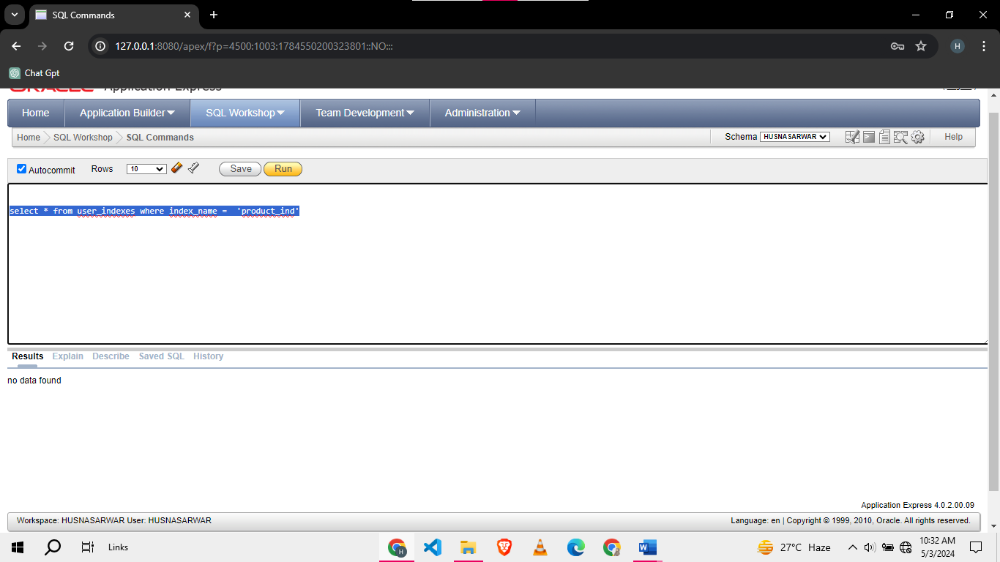 SQL Commands
127.0.0.1:8080/apex/f?p=4500:1003:1784550200323801::NO:::
H
Chat Gpt
ORACLE Application Express
Home Application Builder SQL Workshop Team Development Administration
Home SQL Workshop SQL Commands Schema HUSNASARWAR Help
Autocommit Rows 10 Save Run
select * from user_indexes where index_name =  'product_ind'
Results Explain Describe Saved SQL History
no data found
Application Express 4.0.2.00.09
Workspace: HUSNASARWAR User: HUSNASARWAR Language: en | Copyright © 1999, 2010, Oracle. All rights reserved.
Links H 27°C Haze 10:32 AM
5/3/2024